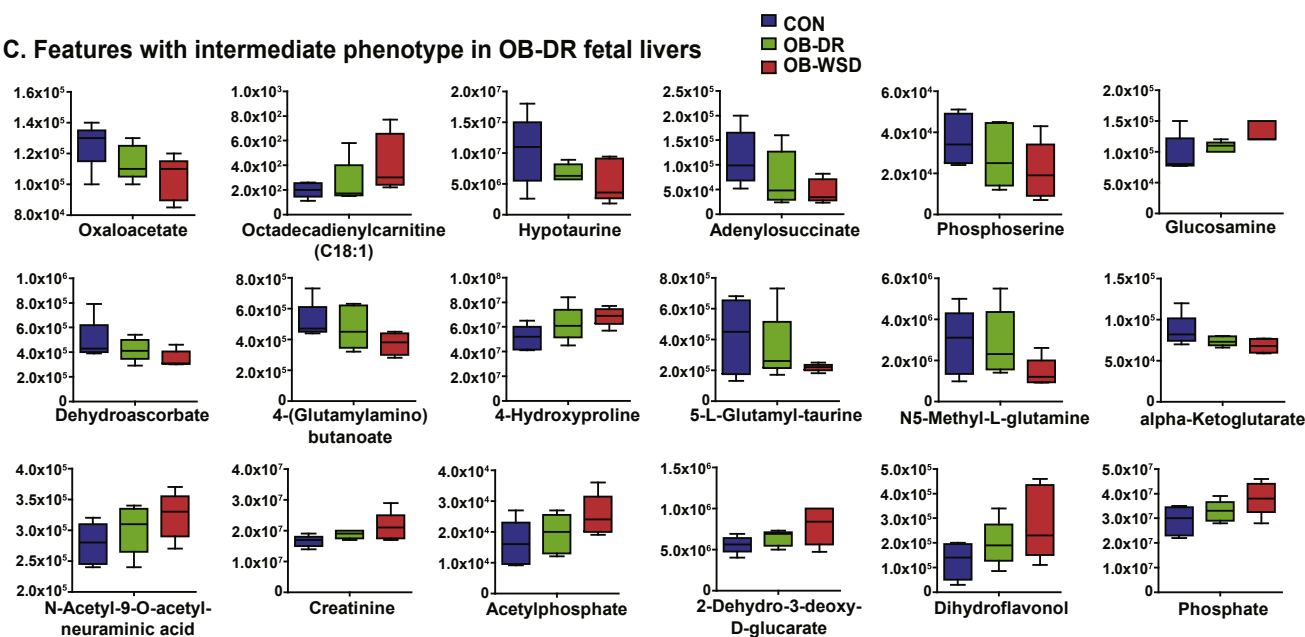 C. Features with intermediate phenotype in OB-DR fetal livers
CON
OB-DR
OB-WSD
1.6x10⁵
1.4x10⁵
1.2x10⁵
1.0x10⁵
8.0x10⁴
Oxaloacetate
1.0x10³
8.0x10²
6.0x10²
4.0x10²
2.0x10²
0
Octadecadienylcarnitine
(C18:1)
2.0x10⁷
1.5x10⁷
1.0x10⁷
5.0x10⁶
0
Hypotaurine
2.5x10⁵
2.0x10⁵
1.5x10⁵
1.0x10⁵
5.0x10⁴
0
Adenylosuccinate
6.0x10⁴
4.0x10⁴
2.0x10⁴
0
Phosphoserine
2.0x10⁵
1.5x10⁵
1.0x10⁵
5.0x10⁴
0
Glucosamine
1.0x10⁶
8.0x10⁵
6.0x10⁵
4.0x10⁵
2.0x10⁵
0
Dehydroascorbate
8.0x10⁵
6.0x10⁵
4.0x10⁵
2.0x10⁵
0
4-(Glutamylamino)
butanoate
1.0x10⁸
8.0x10⁷
6.0x10⁷
4.0x10⁷
2.0x10⁷
4-Hydroxyproline
8.0x10⁵
6.0x10⁵
4.0x10⁵
2.0x10⁵
0
5-L-Glutamyl-taurine
6.0x10⁶
4.0x10⁶
2.0x10⁶
0
N5-Methyl-L-glutamine
1.5x10⁵
1.0x10⁵
5.0x10⁴
0
alpha-Ketoglutarate
4.0x10⁵
3.5x10⁵
3.0x10⁵
2.5x10⁵
2.0x10⁵
N-Acetyl-9-O-acetyl-
neuraminic acid
4.0x10⁷
3.0x10⁷
2.0x10⁷
1.0x10⁷
0
Creatinine
4.0x10⁴
3.0x10⁴
2.0x10⁴
1.0x10⁴
0
Acetylphosphate
1.5x10⁶
1.0x10⁶
5.0x10⁵
0
2-Dehydro-3-deoxy-
D-glucarate
5.0x10⁵
4.0x10⁵
3.0x10⁵
2.0x10⁵
1.0x10⁵
0
Dihydroflavonol
5.0x10⁷
4.0x10⁷
3.0x10⁷
2.0x10⁷
1.0x10⁷
0
Phosphate